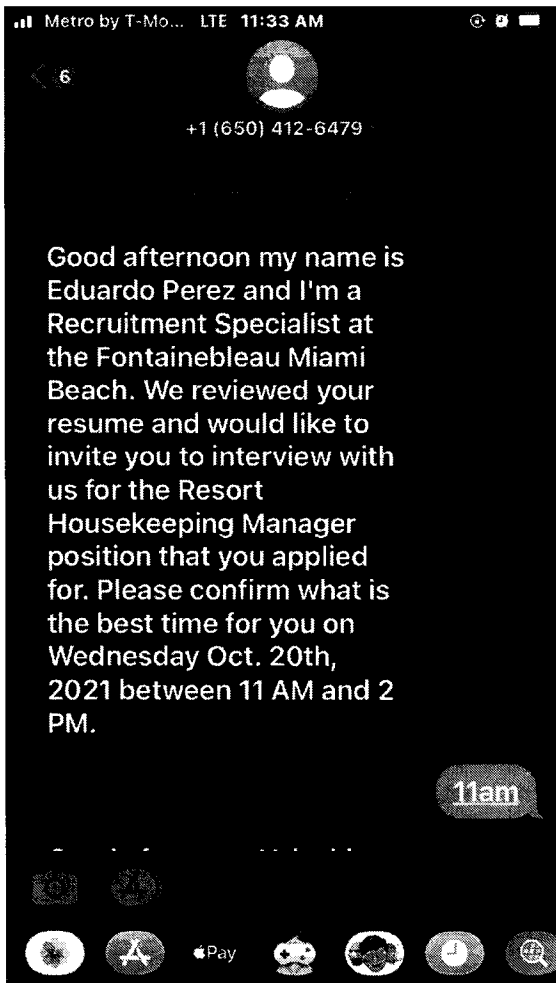 Metro by T-Mo... LTE 11:33 AM
6
+1 (650) 412-6479
Good afternoon my name is
Eduardo Perez and I'm a
Recruitment Specialist at
the Fontainebleau Miami
Beach. We reviewed your
resume and would like to
invite you to interview with
us for the Resort
Housekeeping Manager
position that you applied
for. Please confirm what is
the best time for you on
Wednesday Oct. 20th,
2021 between 11 AM and 2
PM.
11am
Pay